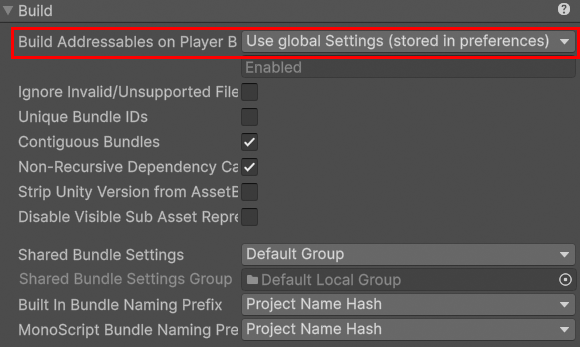 Build
Build Addressables on Player B Use global Settings (stored in preferences)
Enabled
Ignore Invalid/Unsupported File
Unique Bundle IDs
Contiguous Bundles
Non-Recursive Dependency Ca
Strip Unity Version from AssetB
Disable Visible Sub Asset Repre
Shared Bundle Settings Default Group
Shared Bundle Settings Group Default Local Group
Built In Bundle Naming Prefix Project Name Hash
MonoScript Bundle Naming Pre Project Name Hash